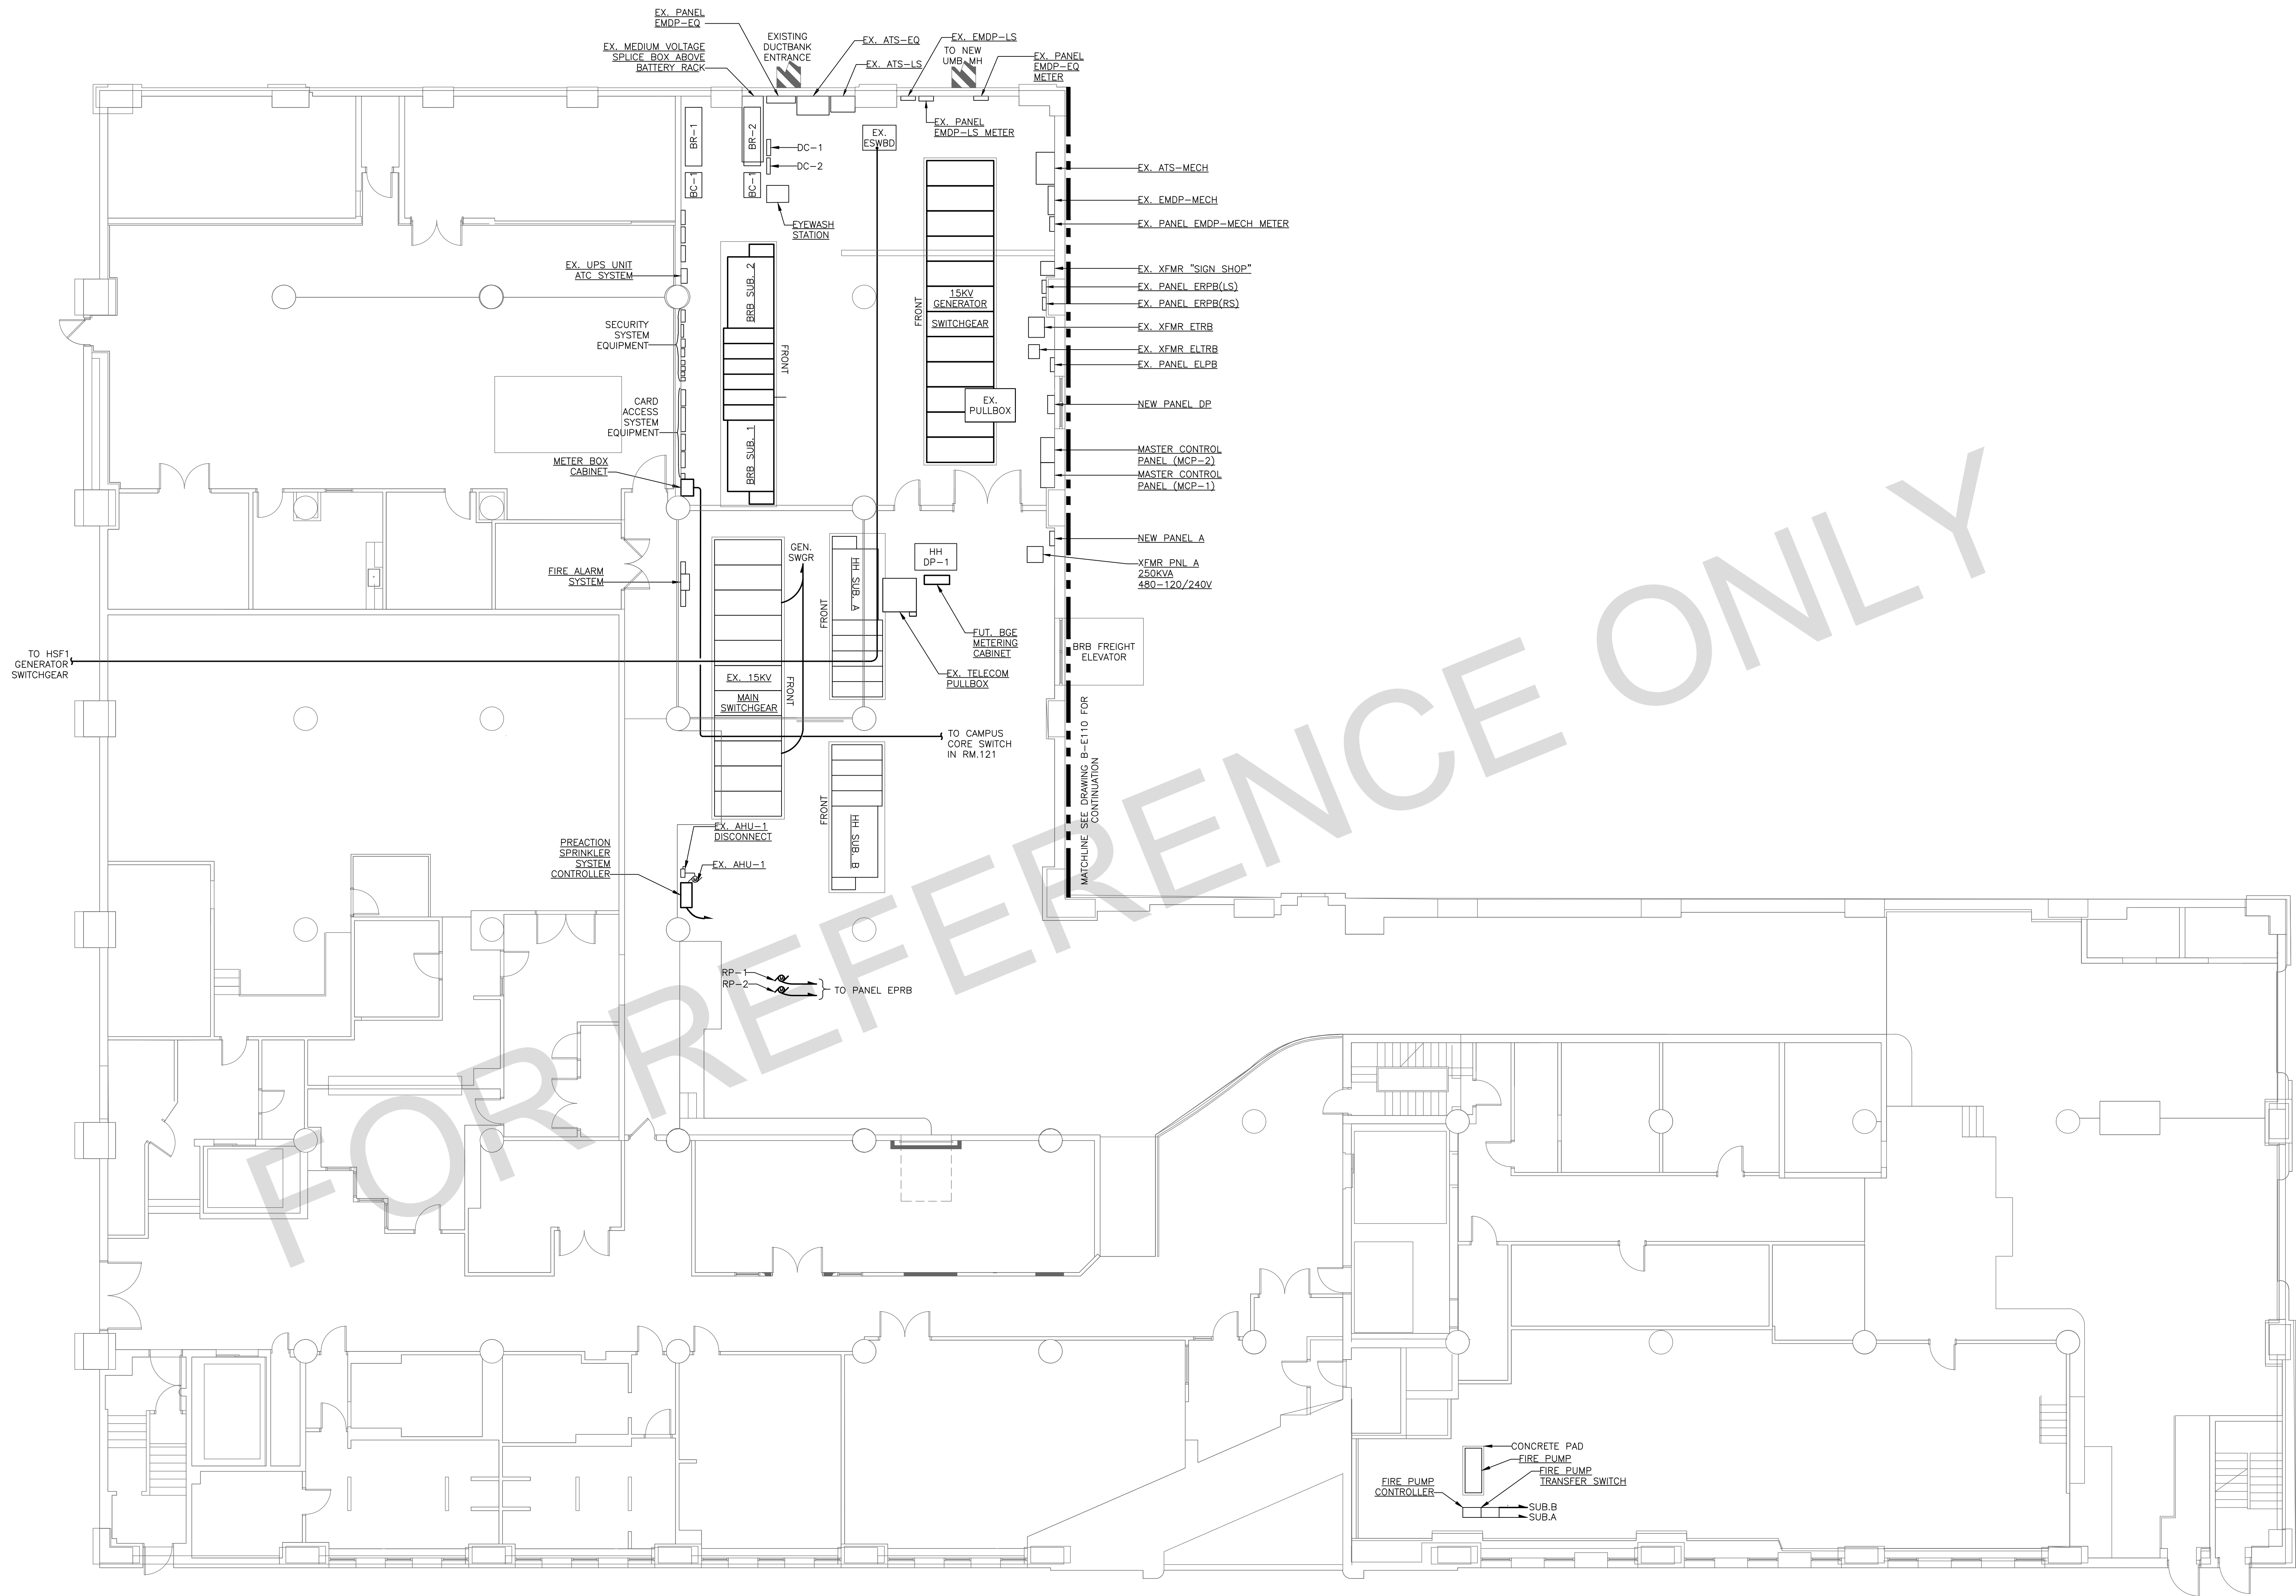 EX. PANEL
EMDP-EQ
EX. MEDIUM VOLTAGE
SPLICE BOX ABOVE
BATTERY RACK
EXISTING
DUCTBANK
ENTRANCE
EX. ATS-EQ
EX. ATS-LS
EX. EMDP-LS
TO NEW
UMB MH
EX. PANEL
EMDP-EQ
METER
EX. PANEL
EMDP-LS METER
BR-1
BR-2
DC-1
DC-2
BC-1
BC-1
EX.
ESWBD
EYEWASH
STATION
EX. ATS-MECH
EX. EMDP-MECH
EX. PANEL EMDP-MECH METER
EX. XFMR "SIGN SHOP"
EX. PANEL ERPB(LS)
EX. PANEL ERPB(RS)
EX. XFMR ETRB
EX. XFMR ELTRB
EX. PANEL ELPB
NEW PANEL DP
MASTER CONTROL
PANEL (MCP-2)
MASTER CONTROL
PANEL (MCP-1)
NEW PANEL A
XFMR PNL A
250KVA
480-120/240V
EX. UPS UNIT
ATC SYSTEM
SECURITY
SYSTEM
EQUIPMENT
CARD
ACCESS
SYSTEM
EQUIPMENT
METER BOX
CABINET
BRB SUB. 2
FRONT
BRB SUB. 1
FRONT
15KV
GENERATOR
SWITCHGEAR
EX.
PULLBOX
FIRE ALARM
SYSTEM
GEN.
SWGR
HH SUB. A
FRONT
HH
DP-1
FUT. BGE
METERING
CABINET
EX. TELECOM
PULLBOX
BRB FREIGHT
ELEVATOR
TO HSF1
GENERATOR
SWITCHGEAR
EX. 15KV
MAIN
SWITCHGEAR
FRONT
TO CAMPUS
CORE SWITCH
IN RM.121
MATCHLINE SEE DRAWING B-E110 FOR
CONTINUATION
FRONT
HH SUB. B
EX. AHU-1
DISCONNECT
EX. AHU-1
PREACTION
SPRINKLER
SYSTEM
CONTROLLER
RP-1
RP-2
TO PANEL EPRB
FOR REFERENCE ONLY
CONCRETE PAD
FIRE PUMP
FIRE PUMP
TRANSFER SWITCH
FIRE PUMP
CONTROLLER
SUB.B
SUB.A